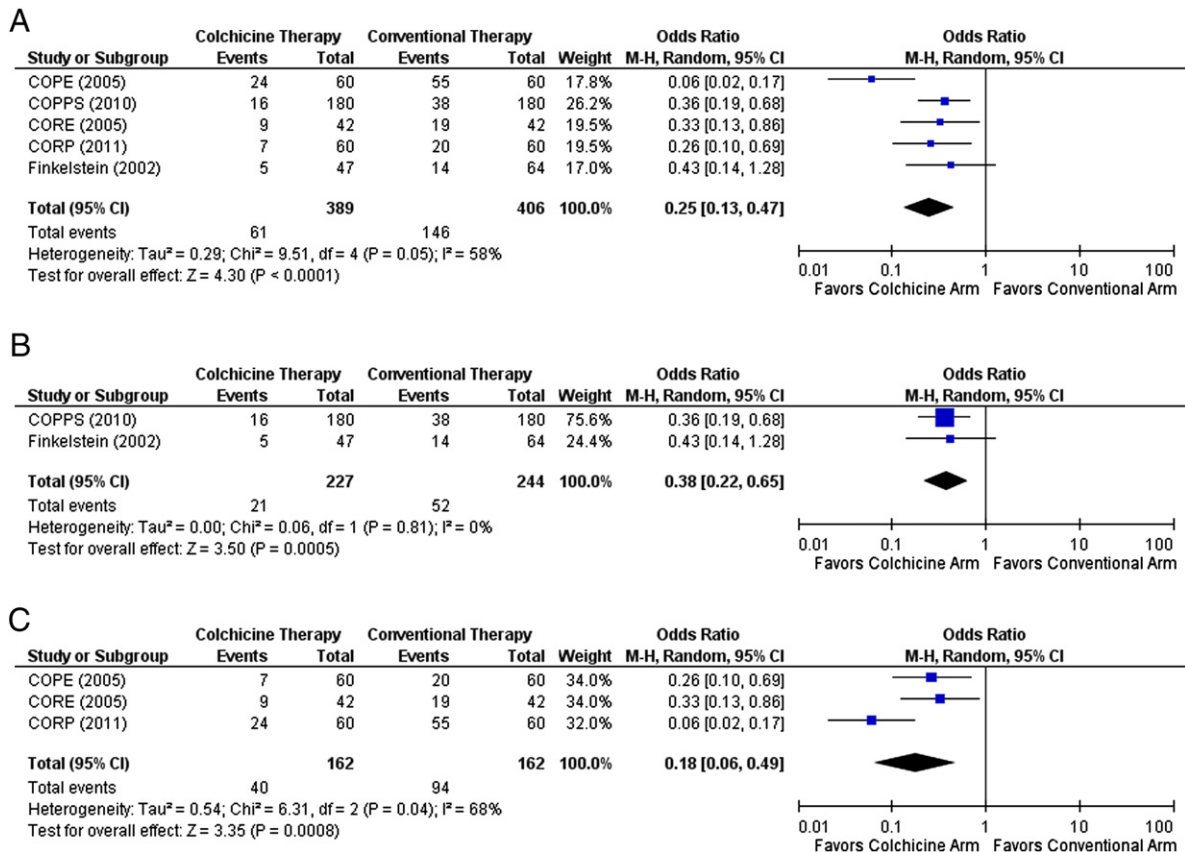 A
Colchicine Therapy Conventional Therapy Odds Ratio Odds Ratio
Study or Subgroup Events Total Events Total Weight M-H, Random, 95% CI M-H, Random, 95% CI
COPE (2005) 24 60 55 60 17.8% 0.06 [0.02, 0.17]
COPPS (2010) 16 180 38 180 26.2% 0.36 [0.19, 0.68]
CORE (2005) 9 42 19 42 19.5% 0.33 [0.13, 0.86]
CORP (2011) 7 60 20 60 19.5% 0.26 [0.10, 0.69]
Finkelstein (2002) 5 47 14 64 17.0% 0.43 [0.14, 1.28]
Total (95% CI) 389 406 100.0% 0.25 [0.13, 0.47]
Total events 61 146
Heterogeneity: Tau² = 0.29; Chi² = 9.51, df = 4 (P = 0.05); I² = 58%
Test for overall effect: Z = 4.30 (P < 0.0001)
0.01 0.1 1 10 100
Favors Colchicine Arm Favors Conventional Arm
B
Colchicine Therapy Conventional Therapy Odds Ratio Odds Ratio
Study or Subgroup Events Total Events Total Weight M-H, Random, 95% CI M-H, Random, 95% CI
COPPS (2010) 16 180 38 180 75.6% 0.36 [0.19, 0.68]
Finkelstein (2002) 5 47 14 64 24.4% 0.43 [0.14, 1.28]
Total (95% CI) 227 244 100.0% 0.38 [0.22, 0.65]
Total events 21 52
Heterogeneity: Tau² = 0.00; Chi² = 0.06, df = 1 (P = 0.81); I² = 0%
Test for overall effect: Z = 3.50 (P = 0.0005)
0.01 0.1 1 10 100
Favors Colchicine Arm Favors Conventional Arm
C
Colchicine Therapy Conventional Therapy Odds Ratio Odds Ratio
Study or Subgroup Events Total Events Total Weight M-H, Random, 95% CI M-H, Random, 95% CI
COPE (2005) 7 60 20 60 34.0% 0.26 [0.10, 0.69]
CORE (2005) 9 42 19 42 34.0% 0.33 [0.13, 0.86]
CORP (2011) 24 60 55 60 32.0% 0.06 [0.02, 0.17]
Total (95% CI) 162 162 100.0% 0.18 [0.06, 0.49]
Total events 40 94
Heterogeneity: Tau² = 0.54; Chi² = 6.31, df = 2 (P = 0.04); I² = 68%
Test for overall effect: Z = 3.35 (P = 0.0008)
0.01 0.1 1 10 100
Favors Colchicine Arm Favors Conventional Arm